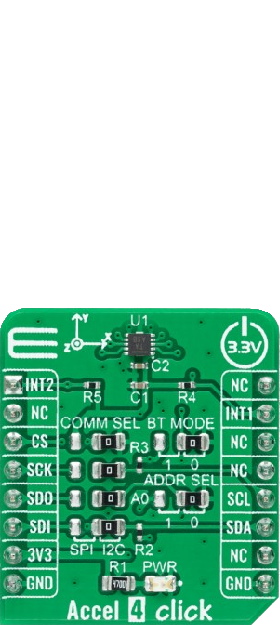 U1
Y
X
Z
3.3V
C2
INT2
R5
C1
R4
NC
NC
INT1
COMM SEL
BT MODE
CS
R3
NC
SCK
1 0
NC
ADDR SEL
SDO
A0
SCL
1 0
SDI
SDA
SPI I2C
R2
3V3
NC
R1
PWR
GND
4700
GND
Accel 4 click